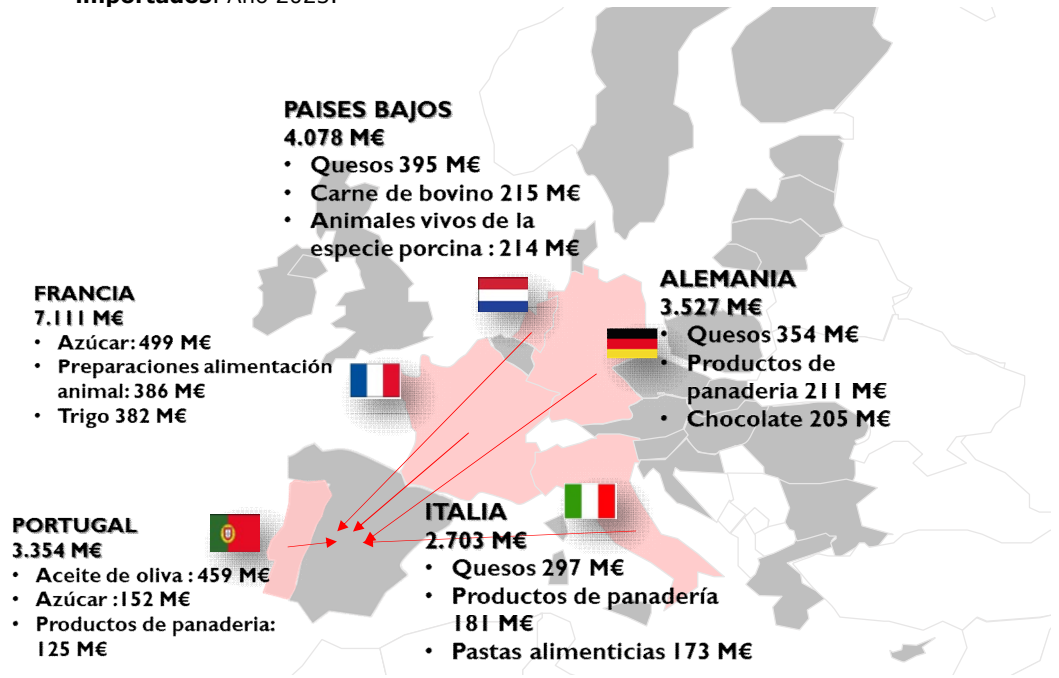 importados. Año 2023.
PAISES BAJOS
4.078 M€
• Quesos 395 M€
• Carne de bovino 215 M€
• Animales vivos de la
especie porcina : 214 M€
FRANCIA
7.111 M€
• Azúcar: 499 M€
• Preparaciones alimentación
animal: 386 M€
• Trigo 382 M€
ALEMANIA
3.527 M€
• Quesos 354 M€
• Productos de
panaderia 211 M€
• Chocolate 205 M€
PORTUGAL
3.354 M€
• Aceite de oliva : 459 M€
• Azúcar :152 M€
• Productos de panaderia:
125 M€
ITALIA
2.703 M€
• Quesos 297 M€
• Productos de panadería
181 M€
• Pastas alimenticias 173 M€